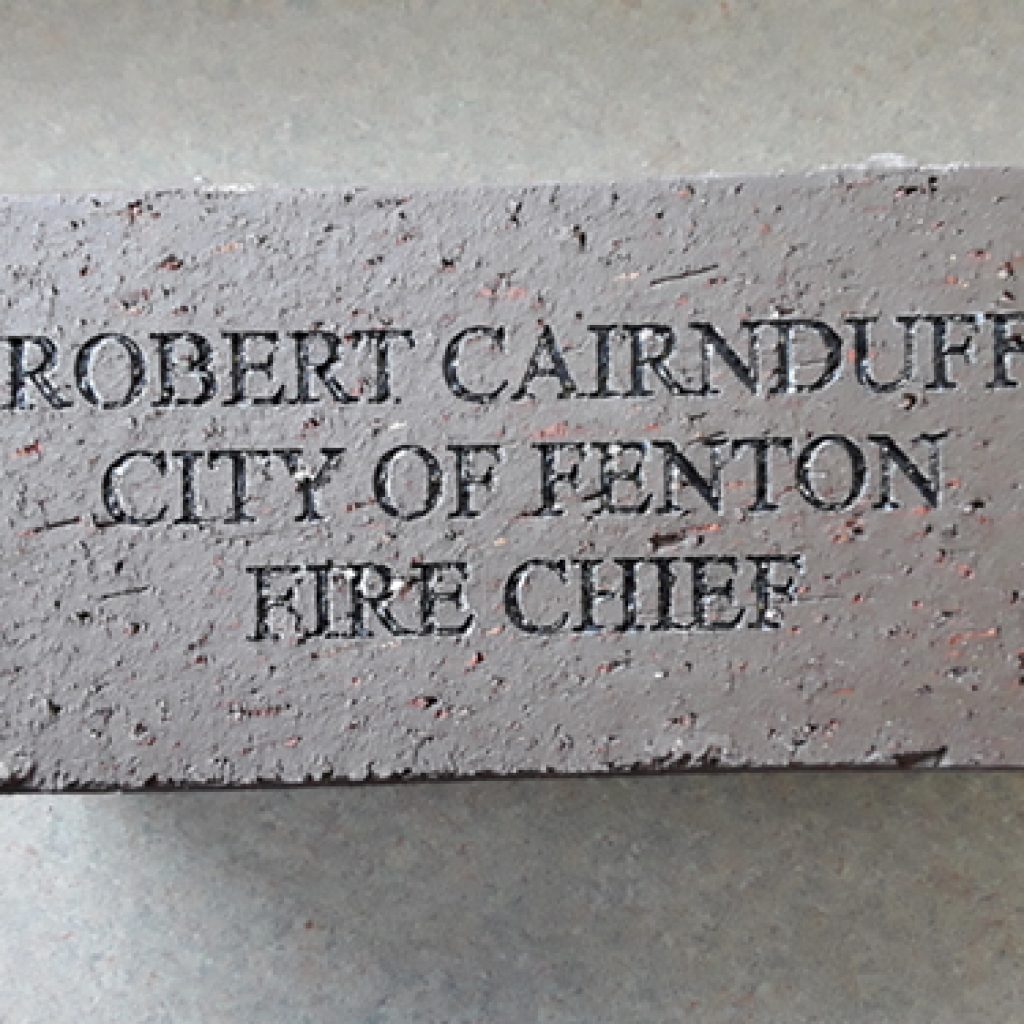 ROBERT CAIRNDUFF
CITY OF FENTON
FIRE CHIEF